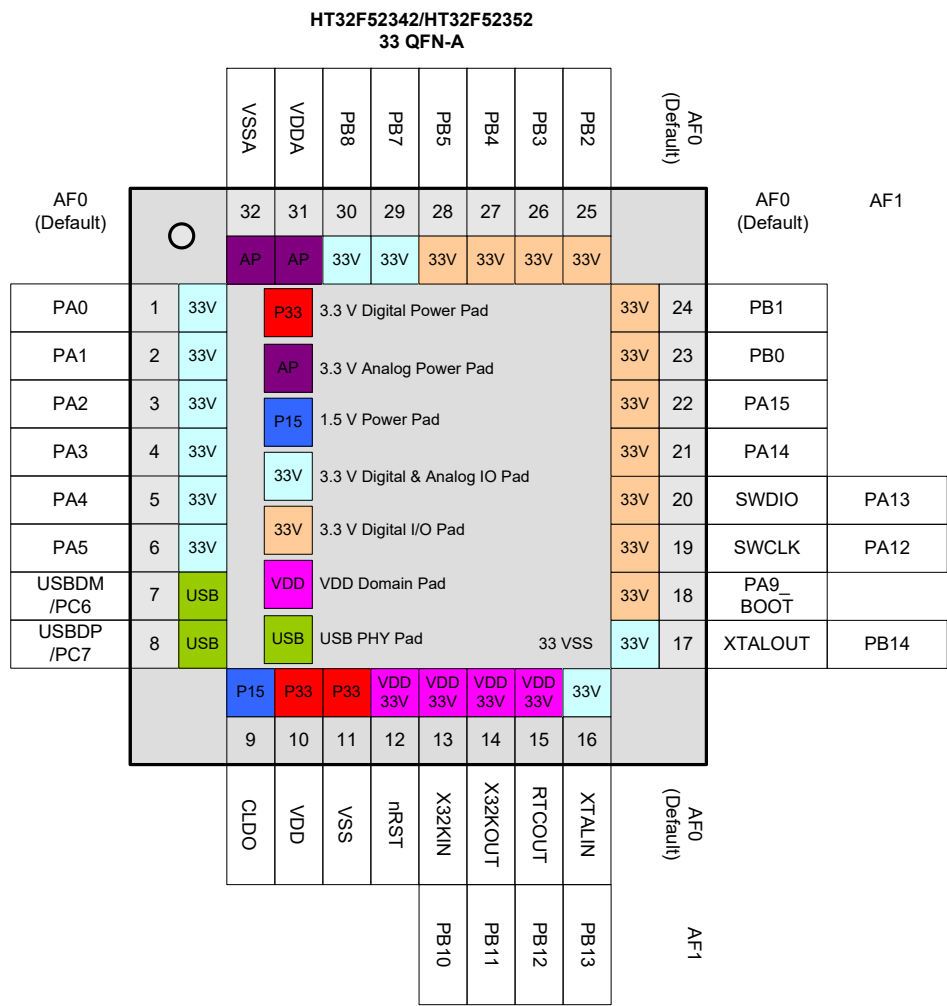 HT32F52342/HT32F52352
33 QFN-A
VSSA VDDA PB8 PB7 PB5 PB4 PB3 PB2 AF0 (Default)
AF0 (Default) 32 31 30 29 28 27 26 25 AF0 (Default) AF1
AP AP 33V 33V 33V 33V 33V 33V
PA0 1 33V P33 3.3 V Digital Power Pad 33V 24 PB1
PA1 2 33V AP 3.3 V Analog Power Pad 33V 23 PB0
PA2 3 33V P15 1.5 V Power Pad 33V 22 PA15
PA3 4 33V 33V 3.3 V Digital & Analog IO Pad 33V 21 PA14
PA4 5 33V 33V 3.3 V Digital I/O Pad 33V 20 SWDIO PA13
PA5 6 33V VDD VDD Domain Pad 33V 19 SWCLK PA12
USBDM /PC6 7 USB USB USB PHY Pad 33V 18 PA9_ BOOT
USBDP /PC7 8 USB 33 VSS 33V 17 XTALOUT PB14
P15 P33 P33 VDD 33V VDD 33V VDD 33V VDD 33V 33V
9 10 11 12 13 14 15 16
CLDO VDD VSS nRST X32KIN X32KOUT RTCOUT XTALIN AF0 (Default)
PB10 PB11 PB12 PB13 AF1